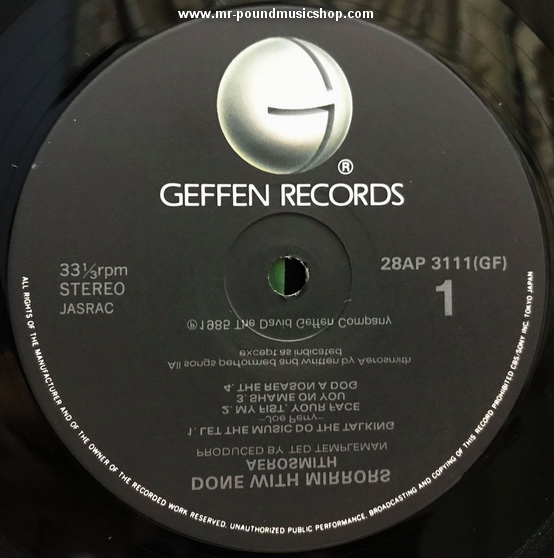 www.mr-poundmusicshop.com
G
®
GEFFEN RECORDS
33⅓rpm
STEREO
JASRAC
28AP 3111(GF)
1
℗1985 The David Geffen Company
except as indicated
All songs performed and written by Aerosmith
4. THE REASON A DOG
3. SHAME ON YOU
2. MY FIST, YOUR FACE
–Joe Perry–
1. LET THE MUSIC DO THE TALKING
PRODUCED BY TED TEMPLEMAN
AEROSMITH
DONE WITH MIRRORS
ALL RIGHTS OF THE MANUFACTURER AND OF THE OWNER OF THE RECORDED WORK RESERVED. UNAUTHORIZED PUBLIC PERFORMANCE, BROADCASTING AND COPYING OF THIS RECORD PROHIBITED CBS/SONY INC. TOKYO JAPAN